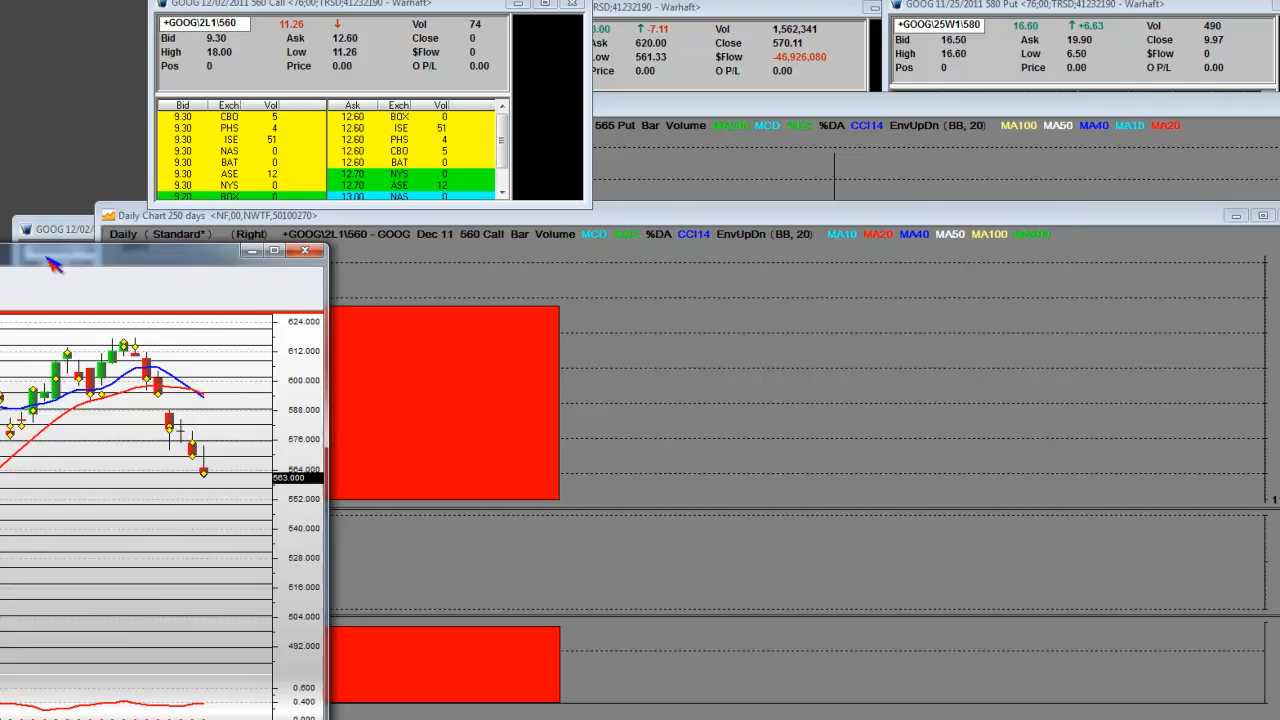 GOOG 12/02/2011 560 Call <76;00;TRSD;41232190 - Warhaft>
+GOOG\2L1\560 11.26 ↓ Vol 74
Bid 9.30 Ask 12.60 Close 0
High 18.00 Low 11.26 $Flow 0
Pos 0 Price 0.00 O P/L 0.00
Bid Exch Vol Ask Exch Vol
9.30 CBO 5 12.60 BOX 0
9.30 PHS 4 12.60 ISE 51
9.30 ISE 51 12.60 PHS 4
9.30 NAS 0 12.60 CBO 5
9.30 BAT 0 12.60 BAT 0
9.30 ASE 12 12.70 NYS 0
9.30 NYS 0 12.70 ASE 12
9.20 BOX 0 13.00 NAS 0
TRSD;41232190 - Warhaft>
3.00 ↑ -7.11 Vol 1,562,341
Ask 620.00 Close 570.11
Low 561.33 $Flow -46,926,080
Price 0.00 O P/L 0.00
GOOG 11/25/2011 580 Put <76;00;TRSD;41232190 - Warhaft>
+GOOG\25W1\580 16.60 ↑ +6.63 Vol 490
Bid 16.50 Ask 19.90 Close 9.97
High 16.60 Low 6.50 $Flow 0
Pos 0 Price 0.00 O P/L 0.00
565 Put Bar Volume MCD %DA CCI14 EnvUpDn (BB, 20) MA100 MA50 MA40 MA10 MA20
GOOG 12/02/
Daily Chart 250 days <NF,00,NWTF,50100270>
Daily ( Standard*) (Right) +GOOG\2L1\560 - GOOG Dec 11 560 Call Bar Volume MCD %DA CCI14 EnvUpDn (BB, 20) MA10 MA20 MA40 MA50 MA100 MA200
624.000
612.000
600.000
588.000
576.000
564.000
563.000
552.000
540.000
528.000
516.000
504.000
492.000
0.600
0.400